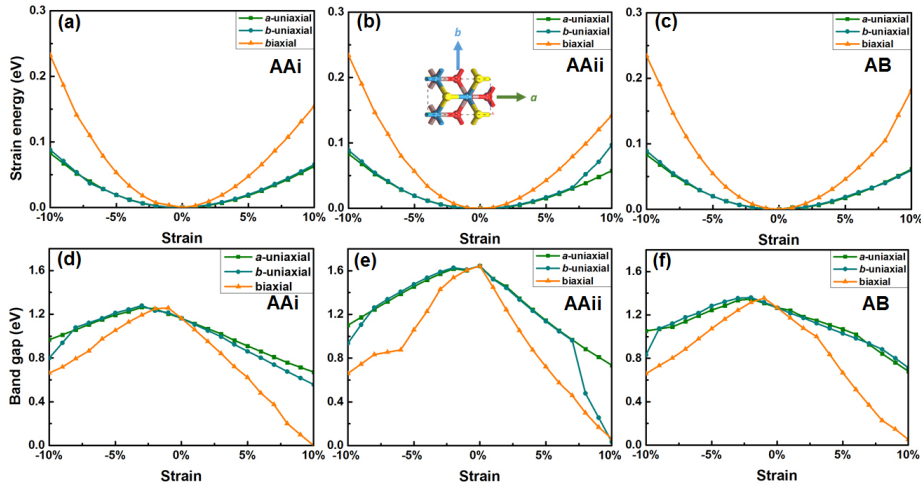 (a)
a-uniaxial
b-uniaxial
biaxial
AAi
Strain energy (eV)
0.3
0.2
0.1
0.0
-10%
-5%
0%
5%
10%
Strain
(b)
a-uniaxial
b-uniaxial
biaxial
b
a
AAii
0.3
0.2
0.1
0.0
-10%
-5%
0%
5%
10%
Strain
(c)
a-uniaxial
b-uniaxial
biaxial
AB
0.3
0.2
0.1
0.0
-10%
-5%
0%
5%
10%
Strain
(d)
a-uniaxial
b-uniaxial
biaxial
AAi
Band gap (eV)
1.6
1.2
0.8
0.4
0.0
-10%
-5%
0%
5%
10%
Strain
(e)
a-uniaxial
b-uniaxial
biaxial
AAii
1.6
1.2
0.8
0.4
0.0
-10%
-5%
0%
5%
10%
Strain
(f)
a-uniaxial
b-uniaxial
biaxial
AB
1.6
1.2
0.8
0.4
0.0
-10%
-5%
0%
5%
10%
Strain